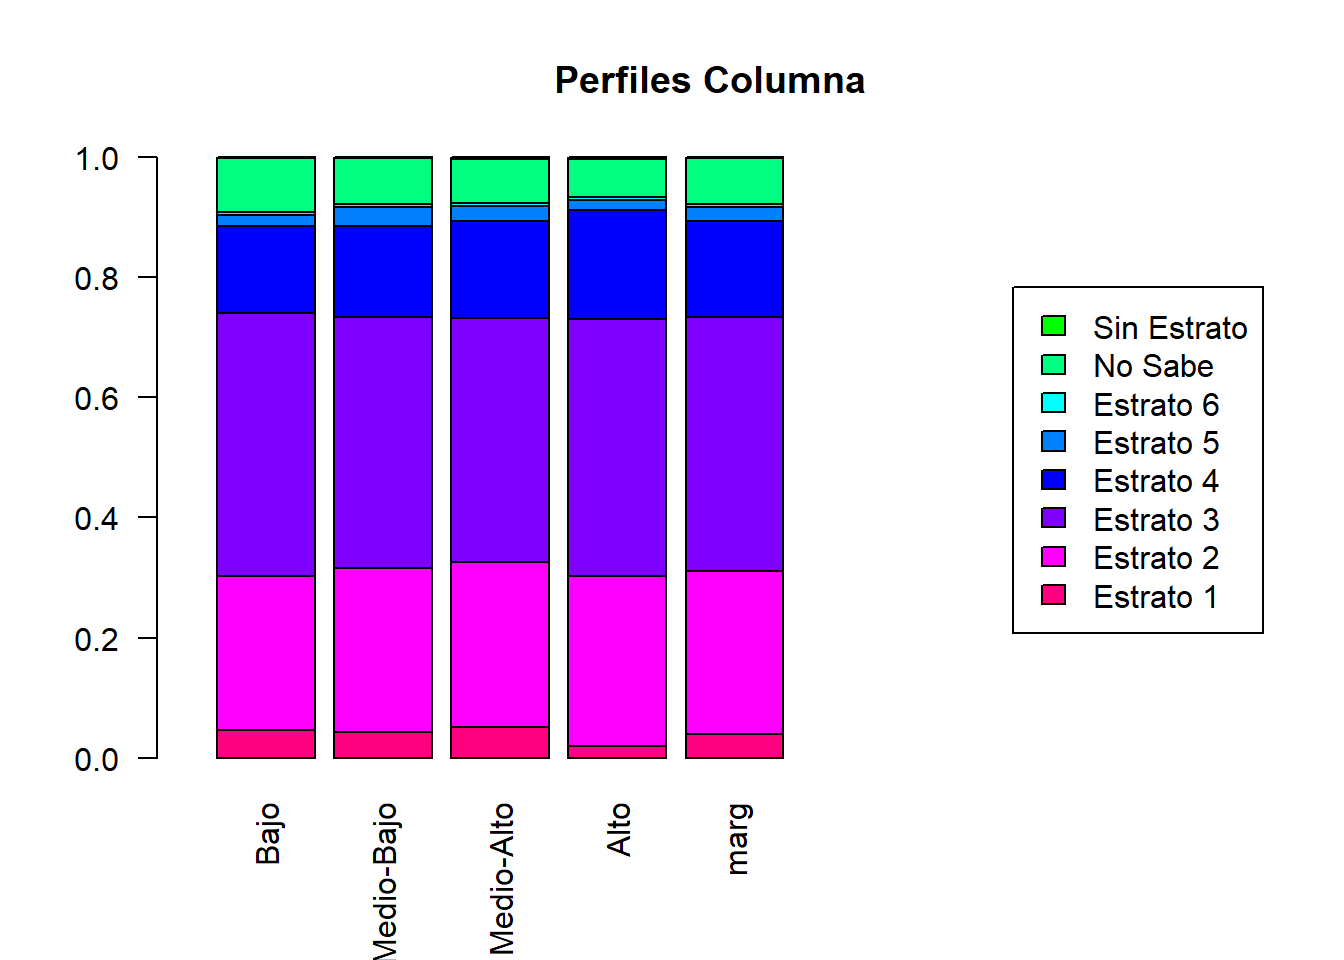 Perfiles Columna
1.0
0.8
0.6
0.4
0.2
0.0
Bajo
Medio-Bajo
Medio-Alto
Alto
marg
Sin Estrato
No Sabe
Estrato 6
Estrato 5
Estrato 4
Estrato 3
Estrato 2
Estrato 1